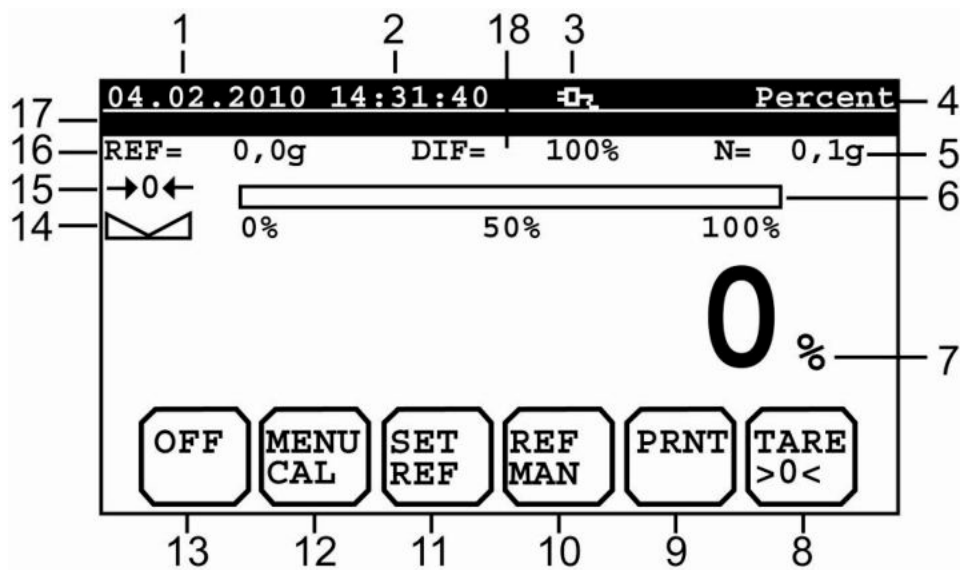 1 2 18 3
04.02.2010 14:31:40 Percent 4
17
16 REF= 0,0g DIF= 100% N= 0,1g 5
15 →0← 6
14 0% 50% 100%
0 % 7
OFF MENU SET REF PRNT TARE
CAL REF MAN >0<
13 12 11 10 9 8